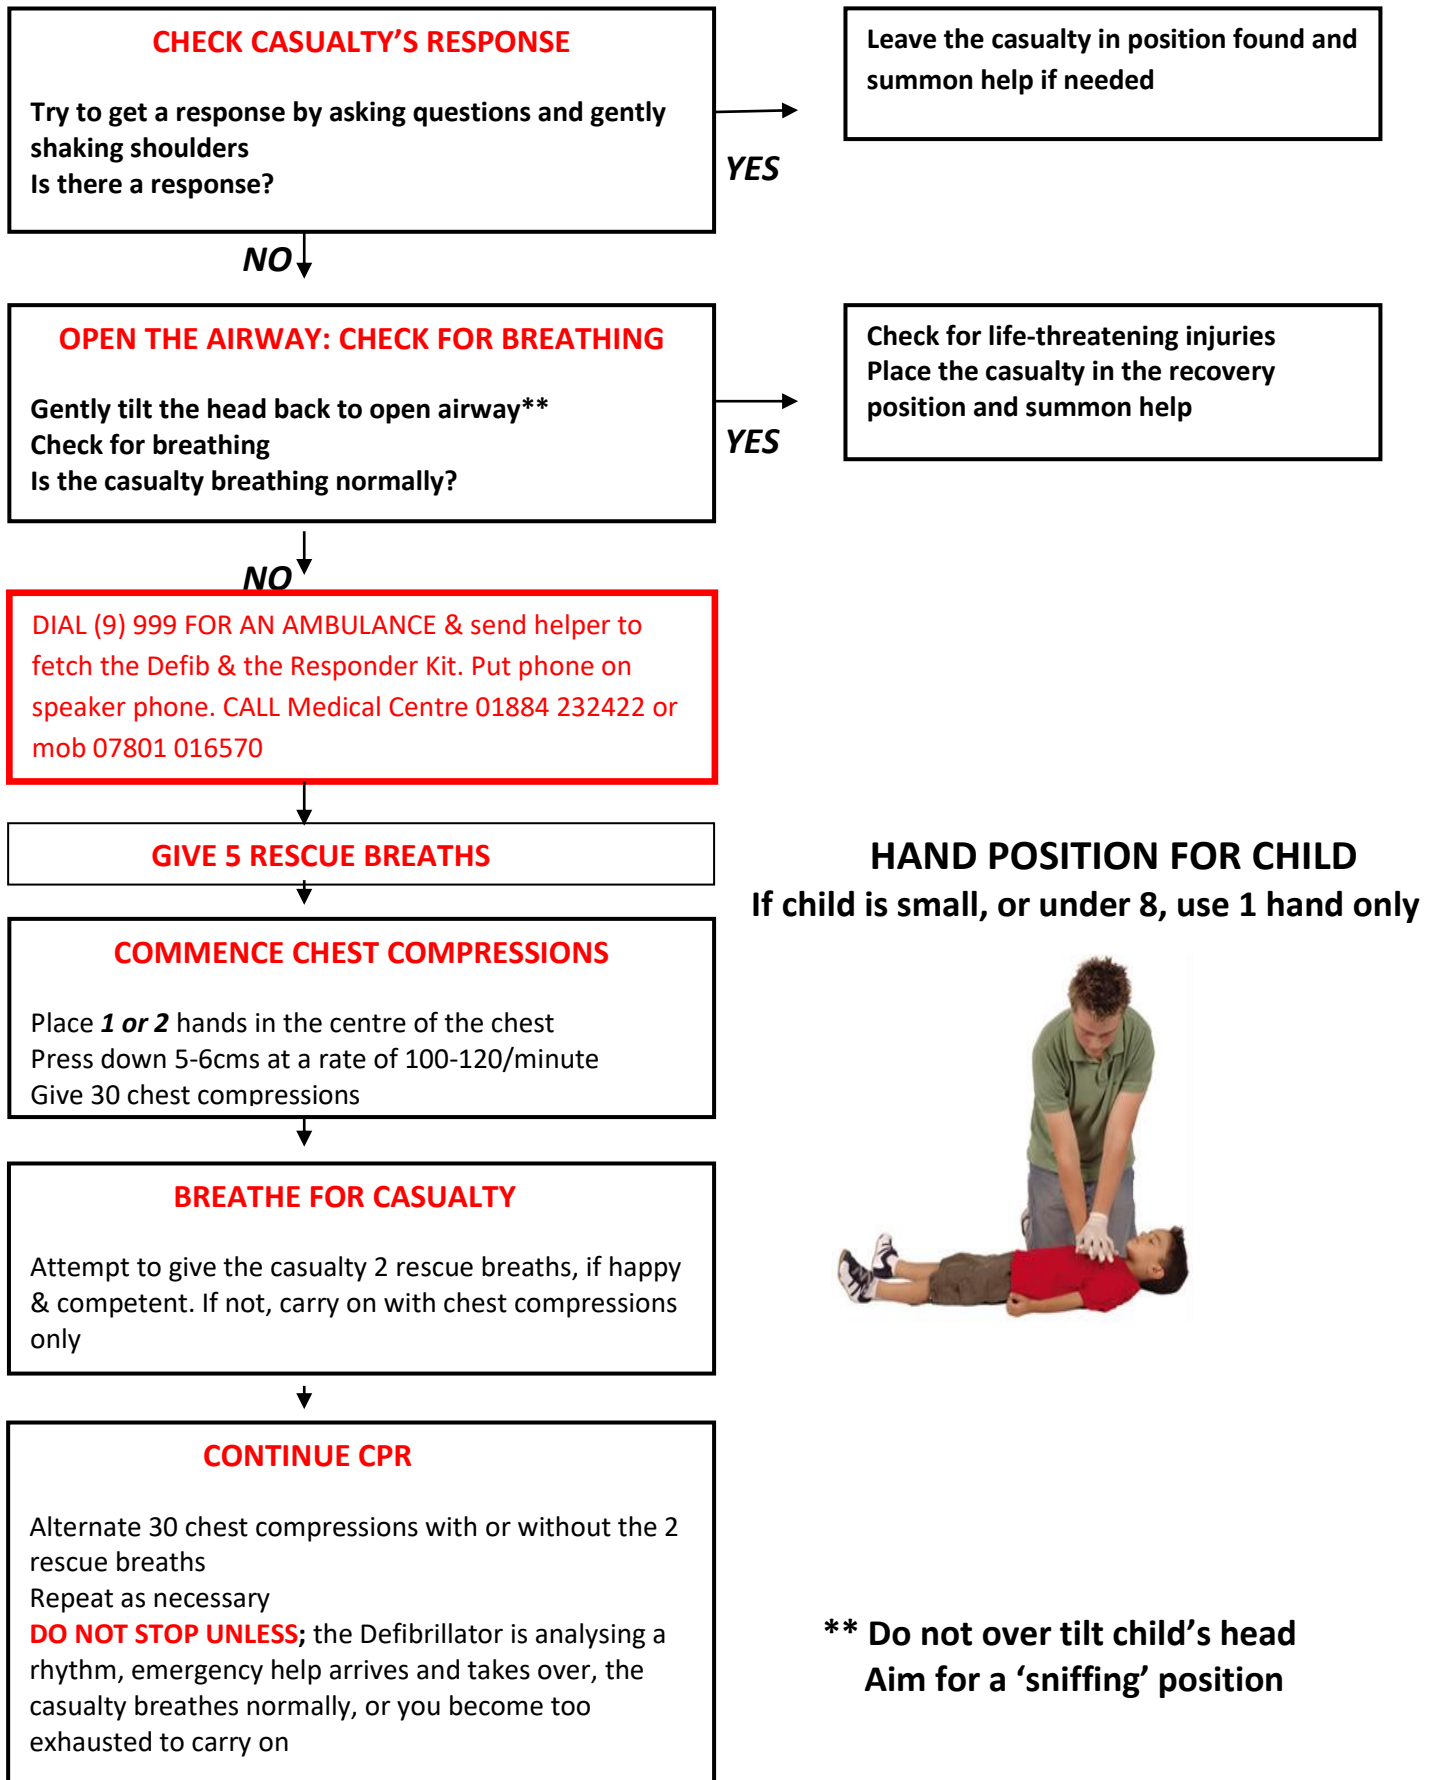 CHECK CASUALTY'S RESPONSE
Try to get a response by asking questions and gently
shaking shoulders
Is there a response?
YES
Leave the casualty in position found and
summon help if needed
NO
OPEN THE AIRWAY: CHECK FOR BREATHING
Gently tilt the head back to open airway**
Check for breathing
Is the casualty breathing normally?
YES
Check for life-threatening injuries
Place the casualty in the recovery
position and summon help
NO
DIAL (9) 999 FOR AN AMBULANCE & send helper to
fetch the Defib & the Responder Kit. Put phone on
speaker phone. CALL Medical Centre 01884 232422 or
mob 07801 016570
GIVE 5 RESCUE BREATHS
HAND POSITION FOR CHILD
If child is small, or under 8, use 1 hand only
COMMENCE CHEST COMPRESSIONS
Place 1 or 2 hands in the centre of the chest
Press down 5-6cms at a rate of 100-120/minute
Give 30 chest compressions
BREATHE FOR CASUALTY
Attempt to give the casualty 2 rescue breaths, if happy
& competent. If not, carry on with chest compressions
only
CONTINUE CPR
Alternate 30 chest compressions with or without the 2
rescue breaths
Repeat as necessary
DO NOT STOP UNLESS; the Defibrillator is analysing a
rhythm, emergency help arrives and takes over, the
casualty breathes normally, or you become too
exhausted to carry on
** Do not over tilt child's head
Aim for a 'sniffing' position